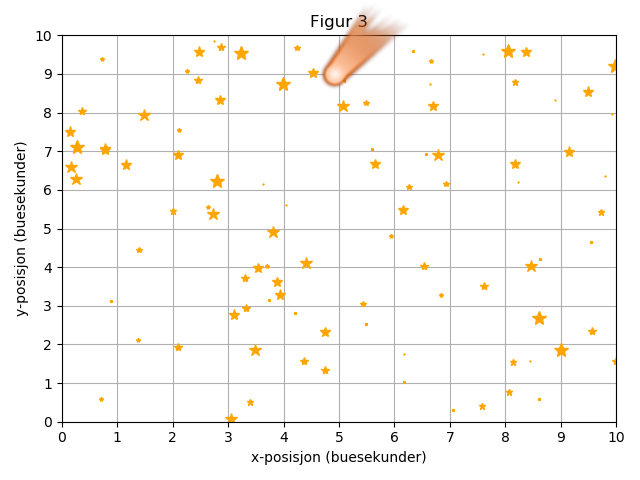 Figur 3
10
9
8
7
6
5
4
3
2
1
0
y-posisjon (buesekunder)
0 1 2 3 4 5 6 7 8 9 10
x-posisjon (buesekunder)